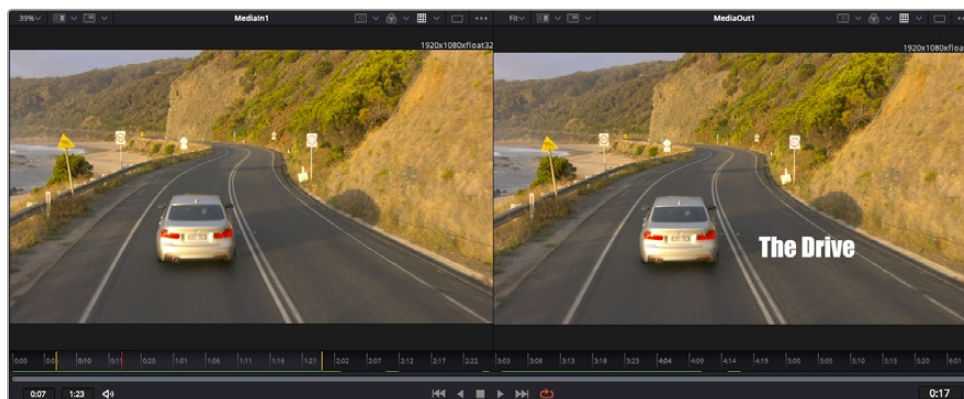 39% MediaIn1 Fit MediaOut1
1920x1080xfloat32 1920x1080xfloat
The Drive
0:00 0:10 0:15 0:20 1:01 1:06 1:11 1:16 1:21 2:02 2:07 2:12 2:17 2:22 3:03 3:08 3:13 3:18 3:23 4:04 4:09 4:14 4:19 5:00 5:05 5:10 5:15 5:20 6:01
0:07 1:23 0:17